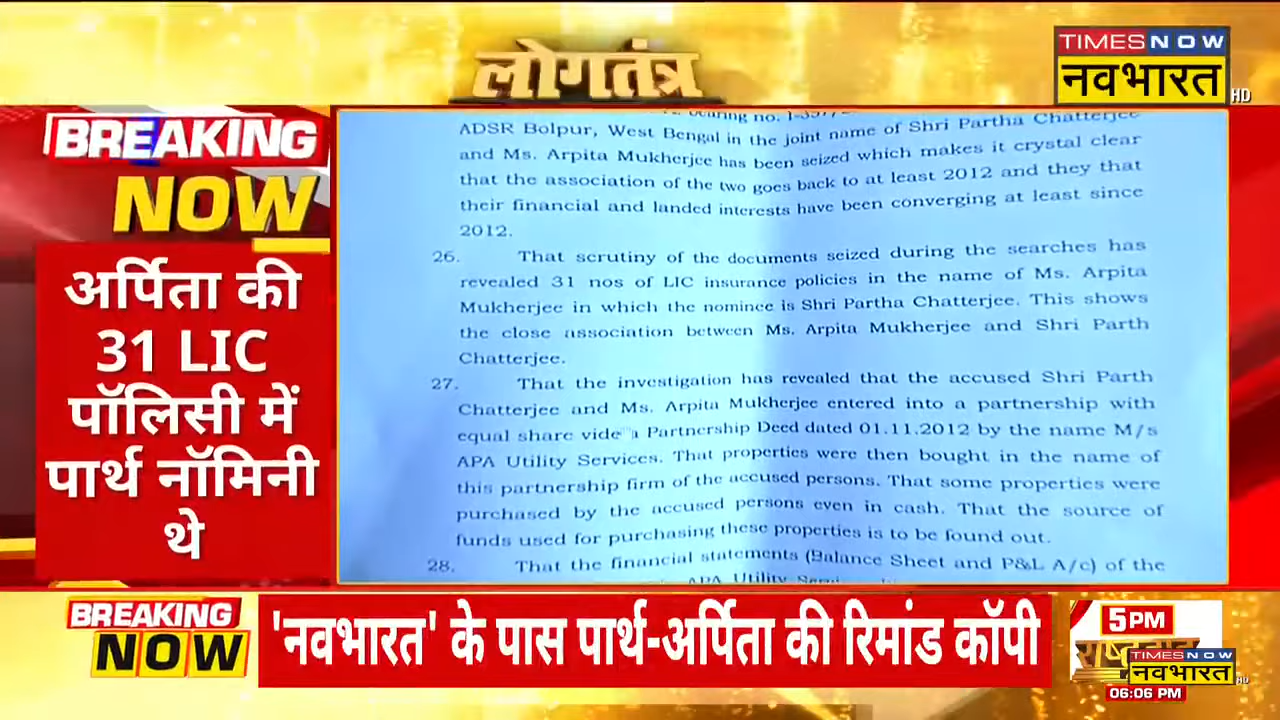 लोगतंत्र
TIMES NOW
नवभारत
HD
BREAKING
NOW
अर्पिता की
31 LIC
पॉलिसी में
पार्थ नॉमिनी
थे
bearing no.
ADSR Bolpur, West Bengal in the joint name of Shri Partha Chatterjee
and Ms. Arpita Mukherjee has been seized which makes it crystal clear
that the association of the two goes back to at least 2012 and they that
their financial and landed interests have been converging at least since
2012.
26. That scrutiny of the documents seized during the searches has
revealed 31 nos of LIC insurance policies in the name of Ms. Arpita
Mukherjee in which the nominee is Shri Partha Chatterjee. This shows
the close association between Ms. Arpita Mukherjee and Shri Parth
Chatterjee.
27. That the investigation has revealed that the accused Shri Parth
Chatterjee and Ms. Arpita Mukherjee entered into a partnership with
equal share vide a Partnership Deed dated 01.11.2012 by the name M/s
APA Utility Services. That properties were then bought in the name of
this partnership firm of the accused persons. That some properties were
purchased by the accused persons even in cash. That the source of
funds used for purchasing these properties is to be found out.
28. That the financial statements (Balance Sheet and P&L A/c) of the
APA Utility
BREAKING
NOW
'नवभारत' के पास पार्थ-अर्पिता की रिमांड कॉपी
5PM
TIMES NOW
नवभारत
HD
06:06 PM